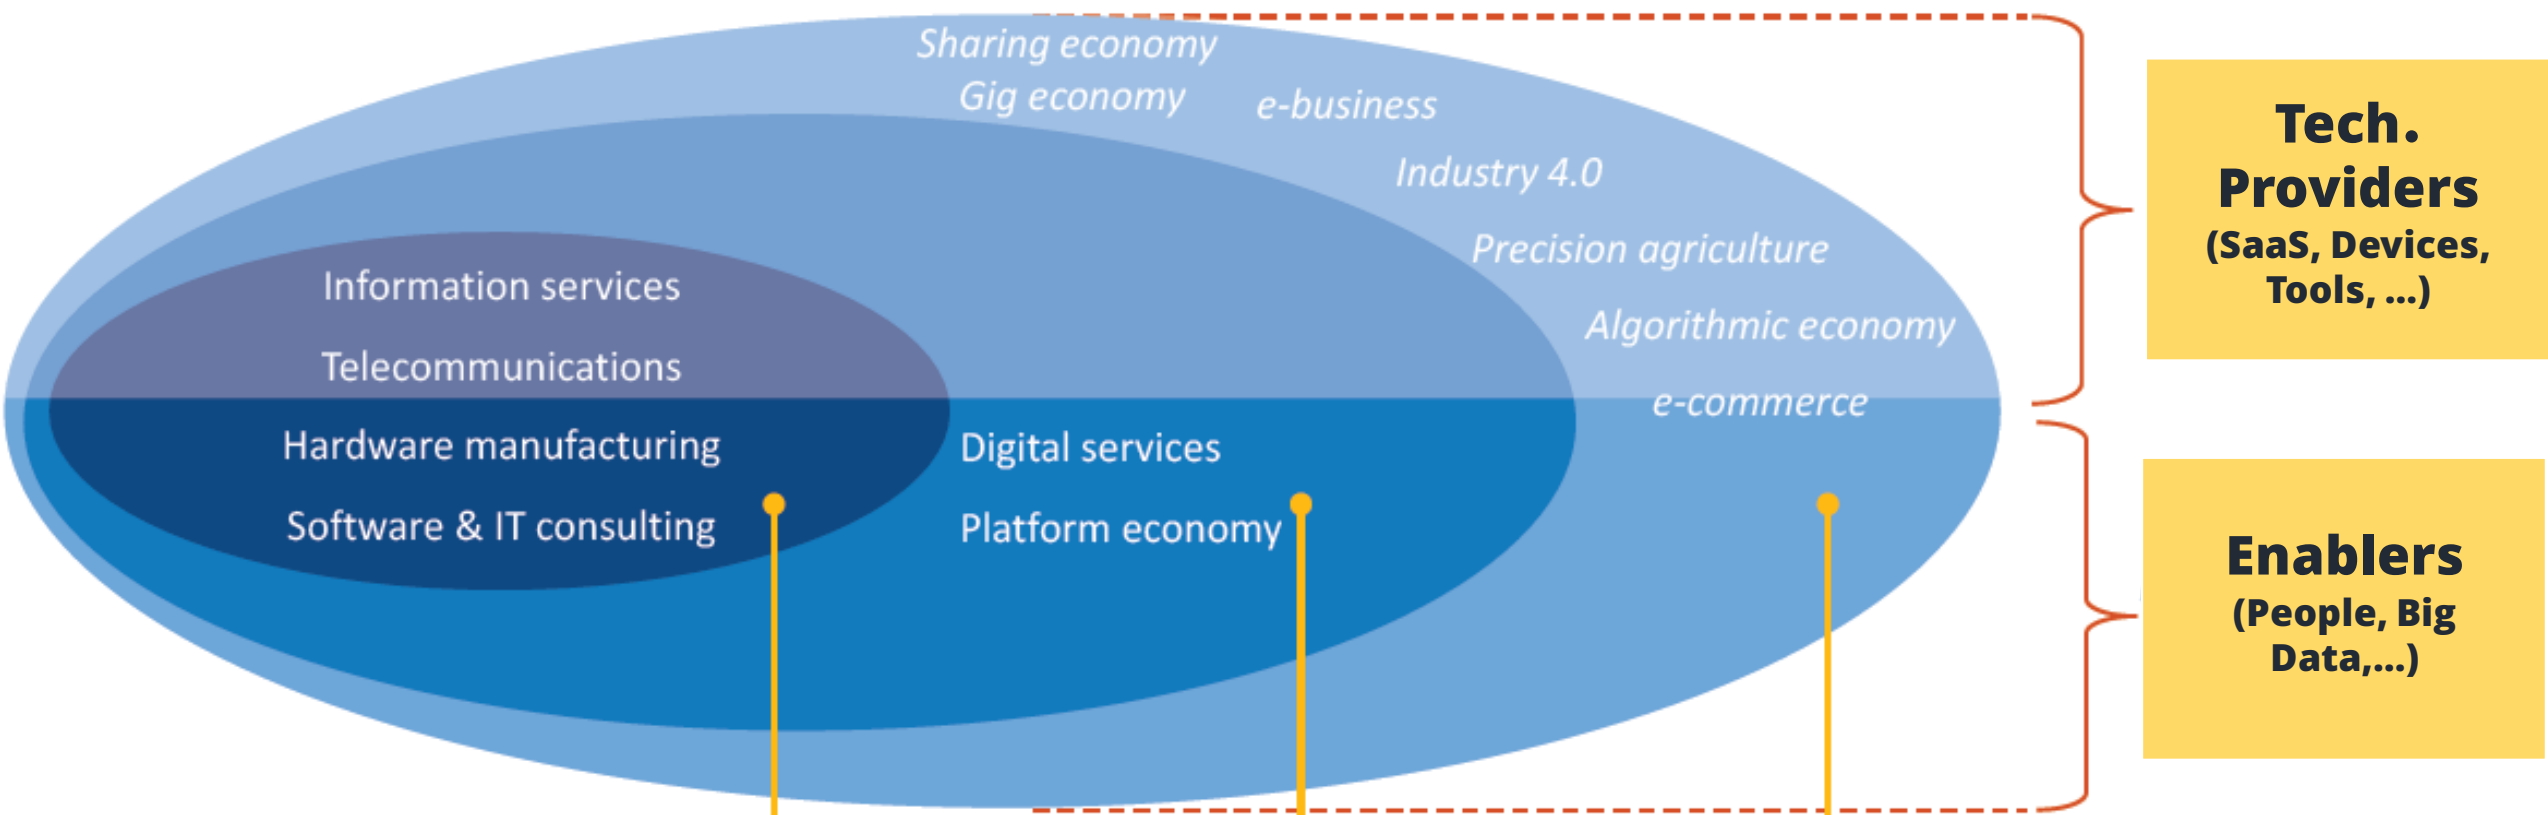 Sharing economy
Gig economy
e-business
Industry 4.0
Precision agriculture
Algorithmic economy
e-commerce
Information services
Telecommunications
Hardware manufacturing
Software & IT consulting
Digital services
Platform economy
Tech.
Providers
(SaaS, Devices,
Tools, ...)
Enablers
(People, Big
Data,...)